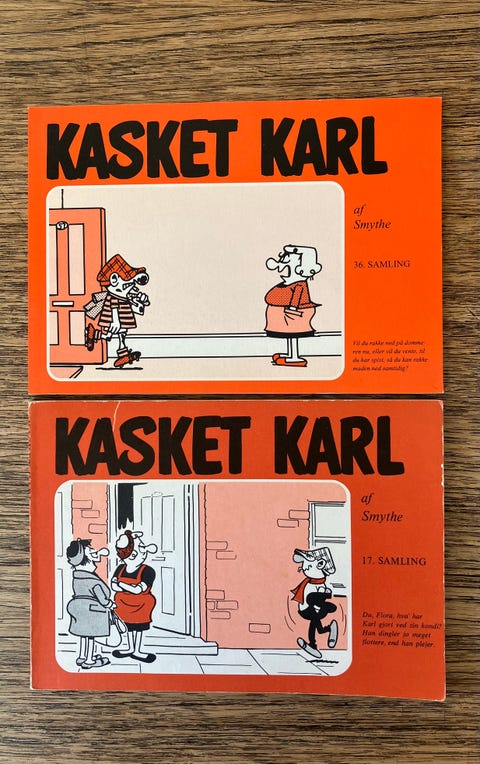 KASKET KARL
af
Smythe
36. SAMLING
Vil du rakke ned på domme-
ren nu, eller vil du vente, til
du har spist, så du kan rakke
maden ned samtidig?
KASKET KARL
af
Smythe
17. SAMLING
Du, Flora, hva' har
Karl gjort ved sin kondi?
Han dingler jo meget
flottere, end han plejer.